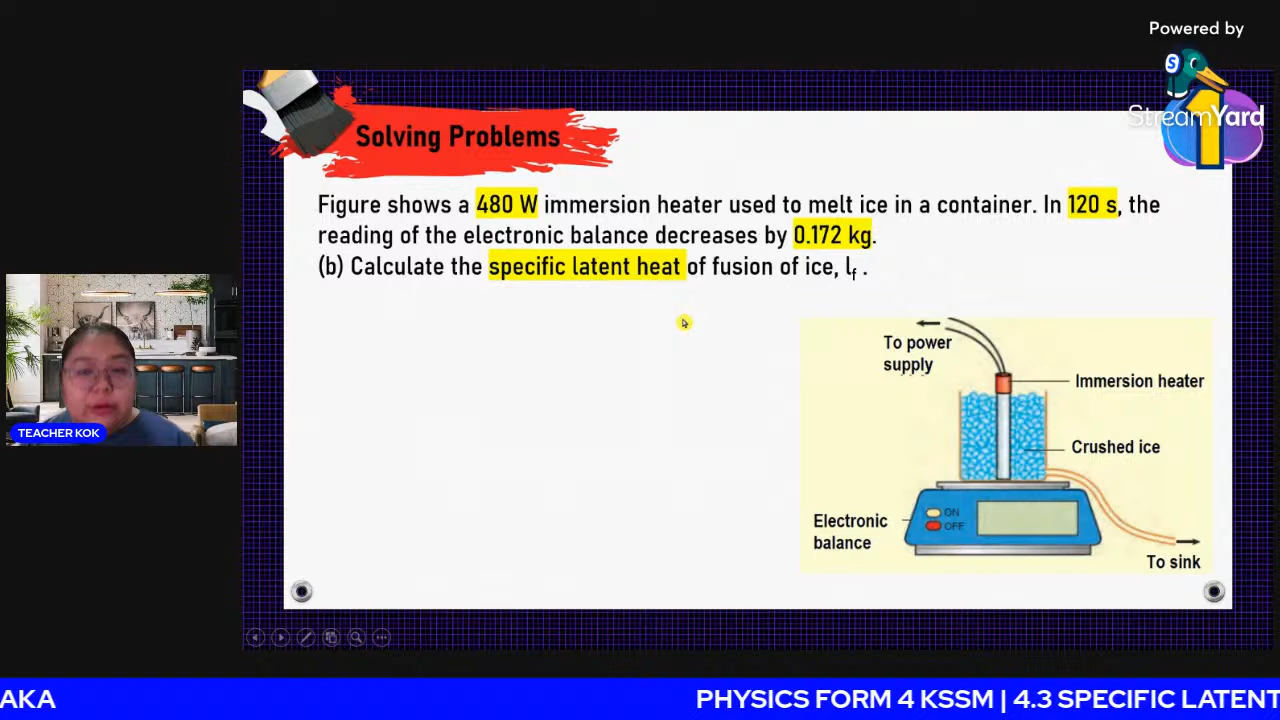 Powered by
StreamYard
Solving Problems
Figure shows a 480 W immersion heater used to melt ice in a container. In 120 s, the
reading of the electronic balance decreases by 0.172 kg.
(b) Calculate the specific latent heat of fusion of ice, lf .
To power
supply
Immersion heater
Crushed ice
ON
OFF
Electronic
balance
To sink
TEACHER KOK
AKA
PHYSICS FORM 4 KSSM | 4.3 SPECIFIC LATENT